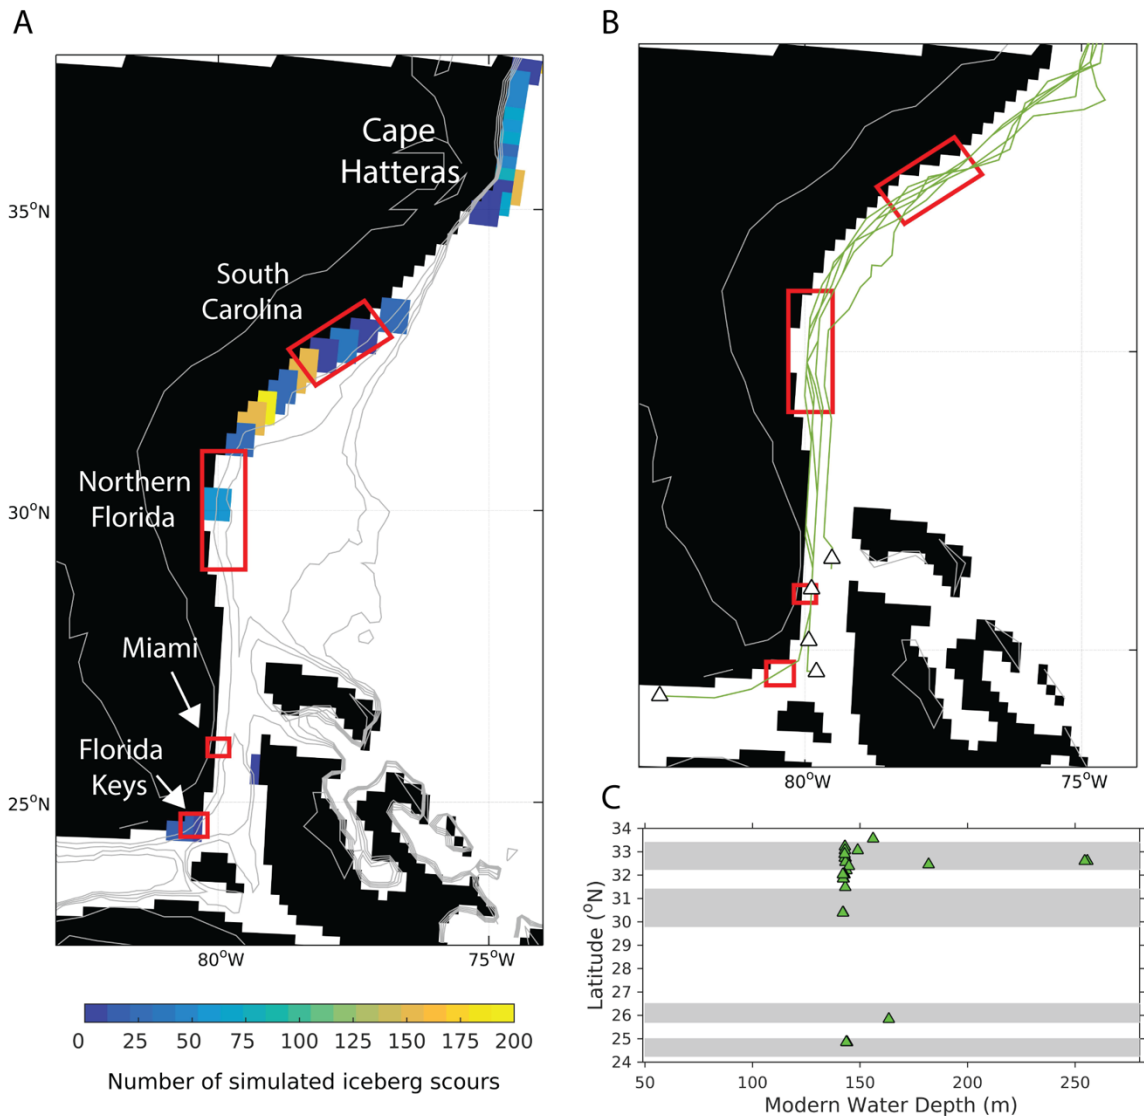 A
Cape
Hatteras
35°N
South
Carolina
Northern
Florida
30°N
Miami
Florida
Keys
25°N
80°W
75°W
0 25 50 75 100 125 150 175 200
Number of simulated iceberg scours
B
80°W
75°W
C
34
33
32
31
30
29
28
27
26
25
24
Latitude (°N)
50 100 150 200 250
Modern Water Depth (m)